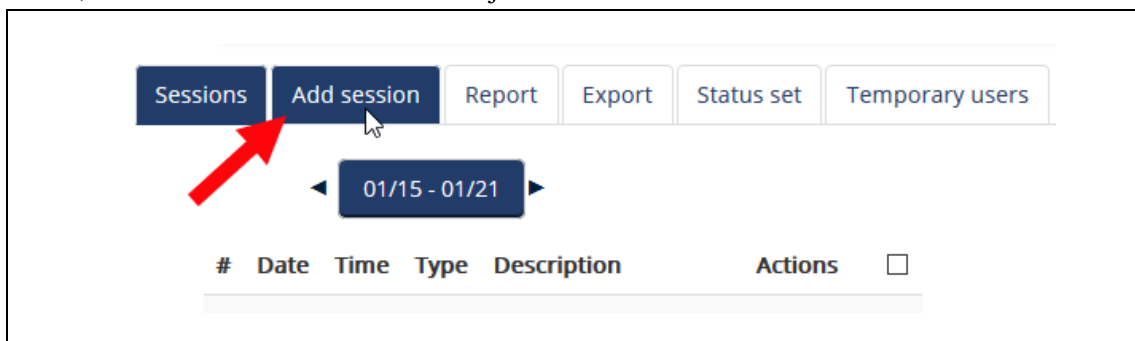 Sessions Add session Report Export Status set Temporary users
◄ 01/15 - 01/21 ►
# Date Time Type Description Actions